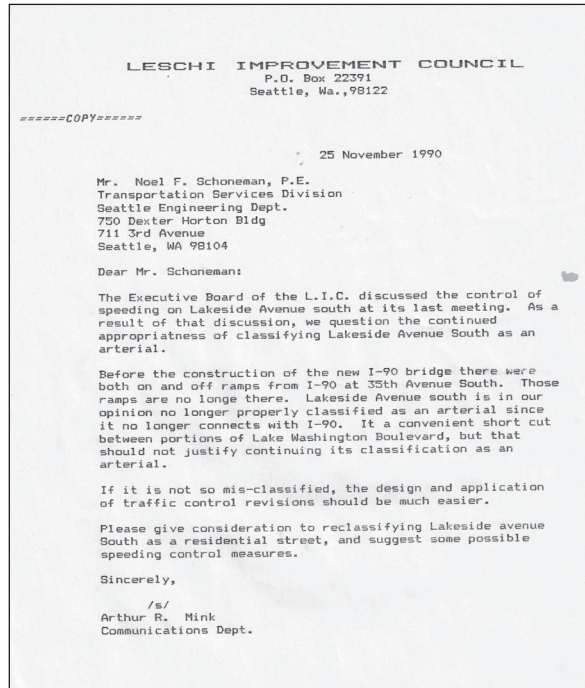 LESCHI IMPROVEMENT COUNCIL
P.O. Box 22391
Seattle, Wa.,98122
======COPY======
25 November 1990
Mr. Noel F. Schoneman, P.E.
Transportation Services Division
Seattle Engineering Dept.
750 Dexter Horton Bldg
711 3rd Avenue
Seattle, WA 98104
Dear Mr. Schoneman:
The Executive Board of the L.I.C. discussed the control of
speeding on Lakeside Avenue south at its last meeting. As a
result of that discussion, we question the continued
appropriatness of classifying Lakeside Avenue South as an
arterial.
Before the construction of the new I-90 bridge there were
both on and off ramps from I-90 at 35th Avenue South. Those
ramps are no longe there. Lakeside Avenue south is in our
opinion no longer properly classified as an arterial since
it no longer connects with I-90. It a convenient short cut
between portions of Lake Washington Boulevard, but that
should not justify continuing its classification as an
arterial.
If it is not so mis-classified, the design and application
of traffic control revisions should be much easier.
Please give consideration to reclassifying Lakeside avenue
South as a residential street, and suggest some possible
speeding control measures.
Sincerely,
/s/
Arthur R. Mink
Communications Dept.